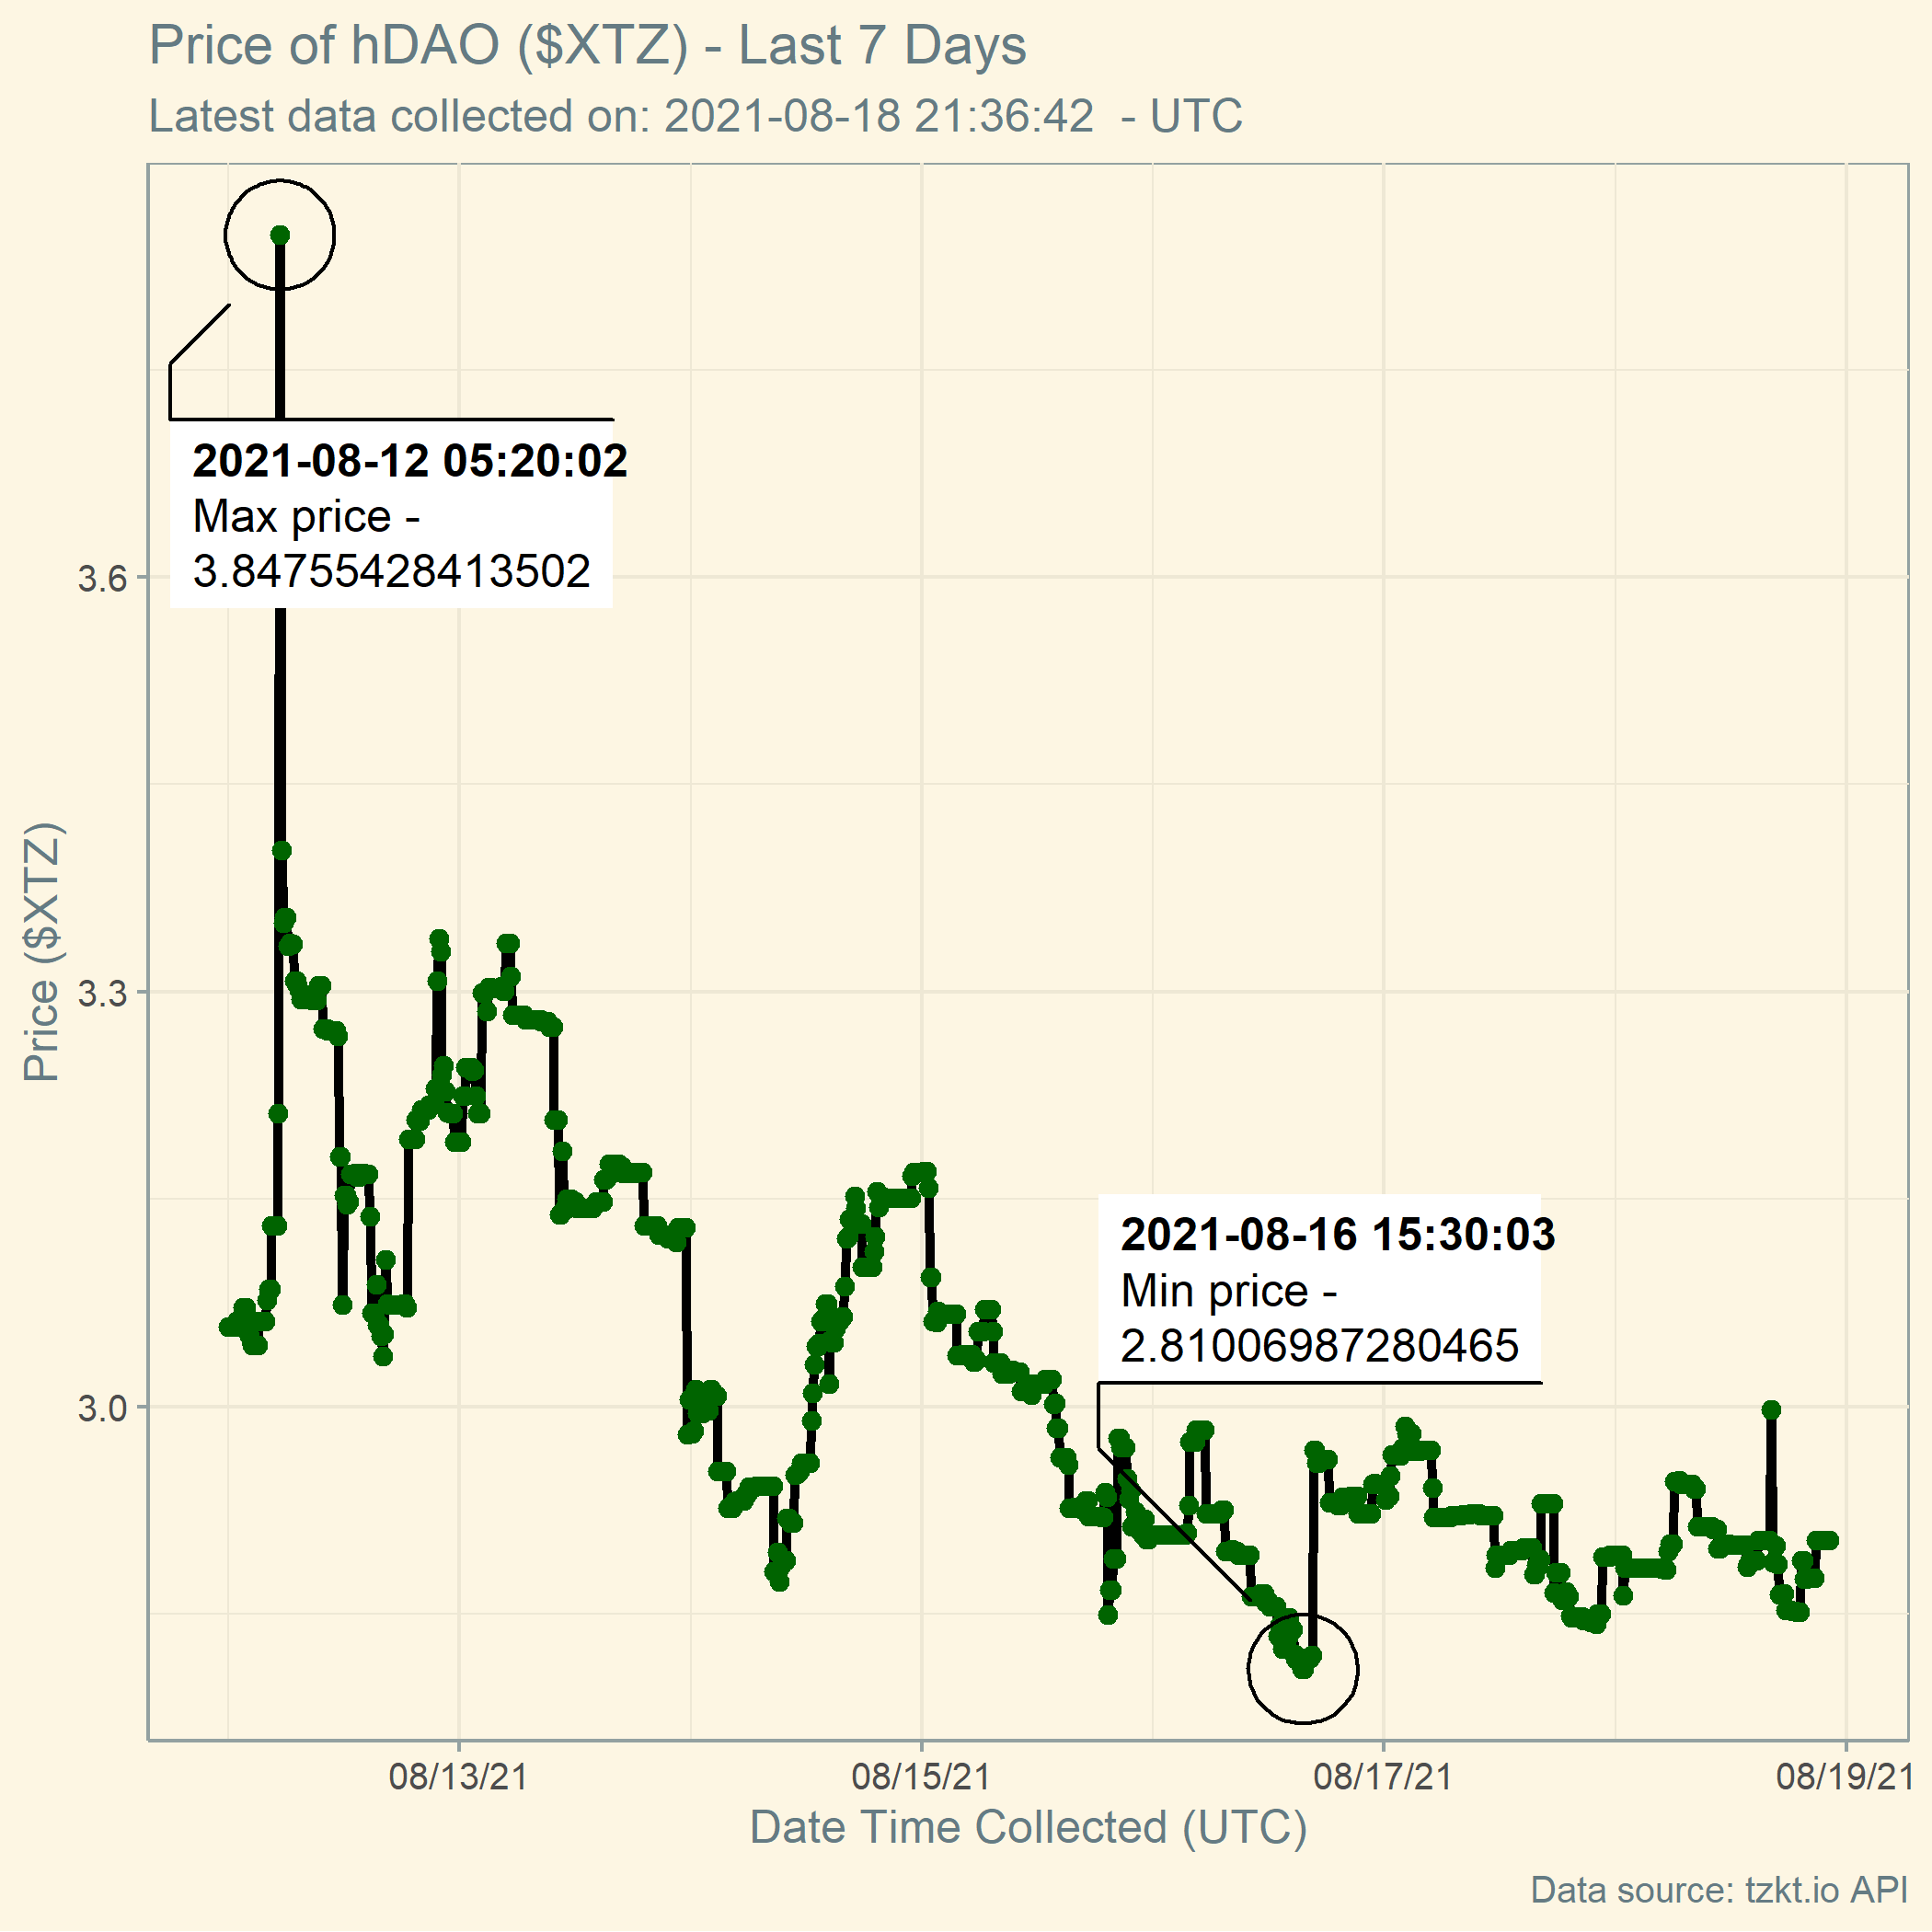 Price of hDAO ($XTZ) - Last 7 Days
Latest data collected on: 2021-08-18 21:36:42  - UTC
2021-08-12 05:20:02
Max price -
3.84755428413502
3.6
Price ($XTZ)
3.3
2021-08-16 15:30:03
Min price -
2.81006987280465
3.0
08/13/21
08/15/21
08/17/21
08/19/21
Date Time Collected (UTC)
Data source: tzkt.io API